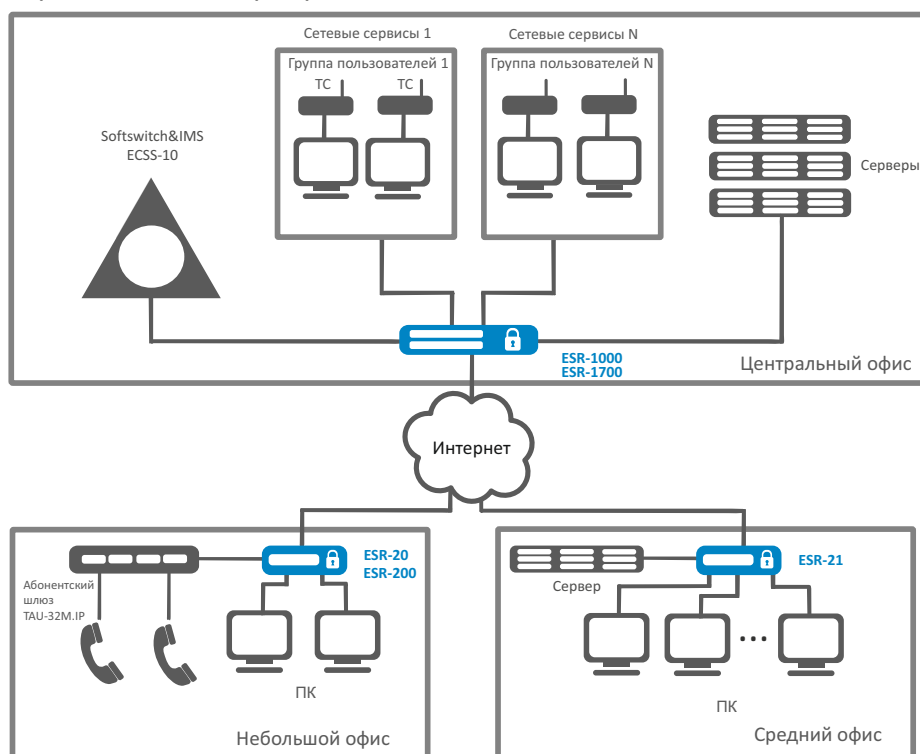 Сетевые сервисы 1
Сетевые сервисы N
Группа пользователей 1
Группа пользователей N
ТС
ТС
Softswitch&IMS
ECSS-10
Серверы
ESR-1000
ESR-1700
Центральный офис
Интернет
ESR-20
ESR-200
Абонентский
шлюз
TAU-32M.IP
ПК
Небольшой офис
ESR-21
Сервер
ПК
Средний офис